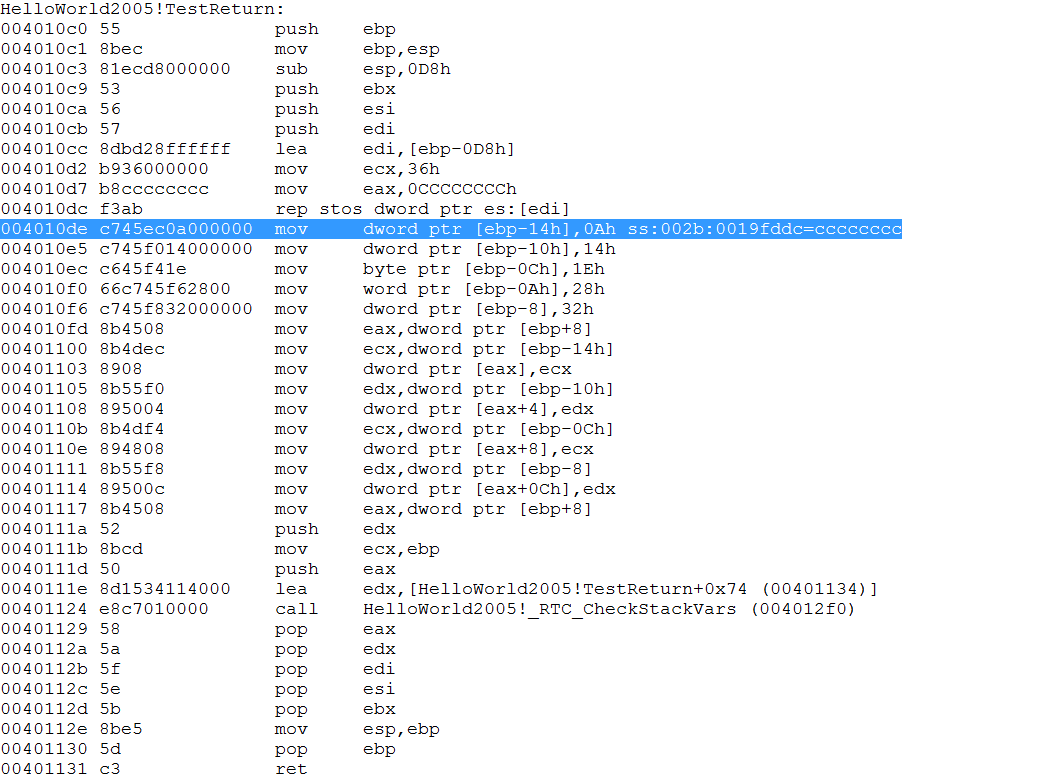 HelloWorld2005!TestReturn:
004010c0 55              push    ebp
004010c1 8bec            mov     ebp,esp
004010c3 81ecd8000000    sub     esp,0D8h
004010c9 53              push    ebx
004010ca 56              push    esi
004010cb 57              push    edi
004010cc 8dbd28ffffff    lea     edi,[ebp-0D8h]
004010d2 b936000000      mov     ecx,36h
004010d7 b8cccccccc      mov     eax,0CCCCCCCCh
004010dc f3ab            rep stos dword ptr es:[edi]
004010de c745ec0a000000  mov     dword ptr [ebp-14h],0Ah ss:002b:0019fddc=cccccccc
004010e5 c745f014000000  mov     dword ptr [ebp-10h],14h
004010ec c645f41e        mov     byte ptr [ebp-0Ch],1Eh
004010f0 66c745f62800    mov     word ptr [ebp-0Ah],28h
004010f6 c745f832000000  mov     dword ptr [ebp-8],32h
004010fd 8b4508          mov     eax,dword ptr [ebp+8]
00401100 8b4dec          mov     ecx,dword ptr [ebp-14h]
00401103 8908            mov     dword ptr [eax],ecx
00401105 8b55f0          mov     edx,dword ptr [ebp-10h]
00401108 895004          mov     dword ptr [eax+4],edx
0040110b 8b4df4          mov     ecx,dword ptr [ebp-0Ch]
0040110e 894808          mov     dword ptr [eax+8],ecx
00401111 8b55f8          mov     edx,dword ptr [ebp-8]
00401114 89500c          mov     dword ptr [eax+0Ch],edx
00401117 8b4508          mov     eax,dword ptr [ebp+8]
0040111a 52              push    edx
0040111b 8bcd            mov     ecx,ebp
0040111d 50              push    eax
0040111e 8d1534114000    lea     edx,[HelloWorld2005!TestReturn+0x74 (00401134)]
00401124 e8c7010000      call    HelloWorld2005!_RTC_CheckStackVars (004012f0)
00401129 58              pop     eax
0040112a 5a              pop     edx
0040112b 5f              pop     edi
0040112c 5e              pop     esi
0040112d 5b              pop     ebx
0040112e 8be5            mov     esp,ebp
00401130 5d              pop     ebp
00401131 c3              ret